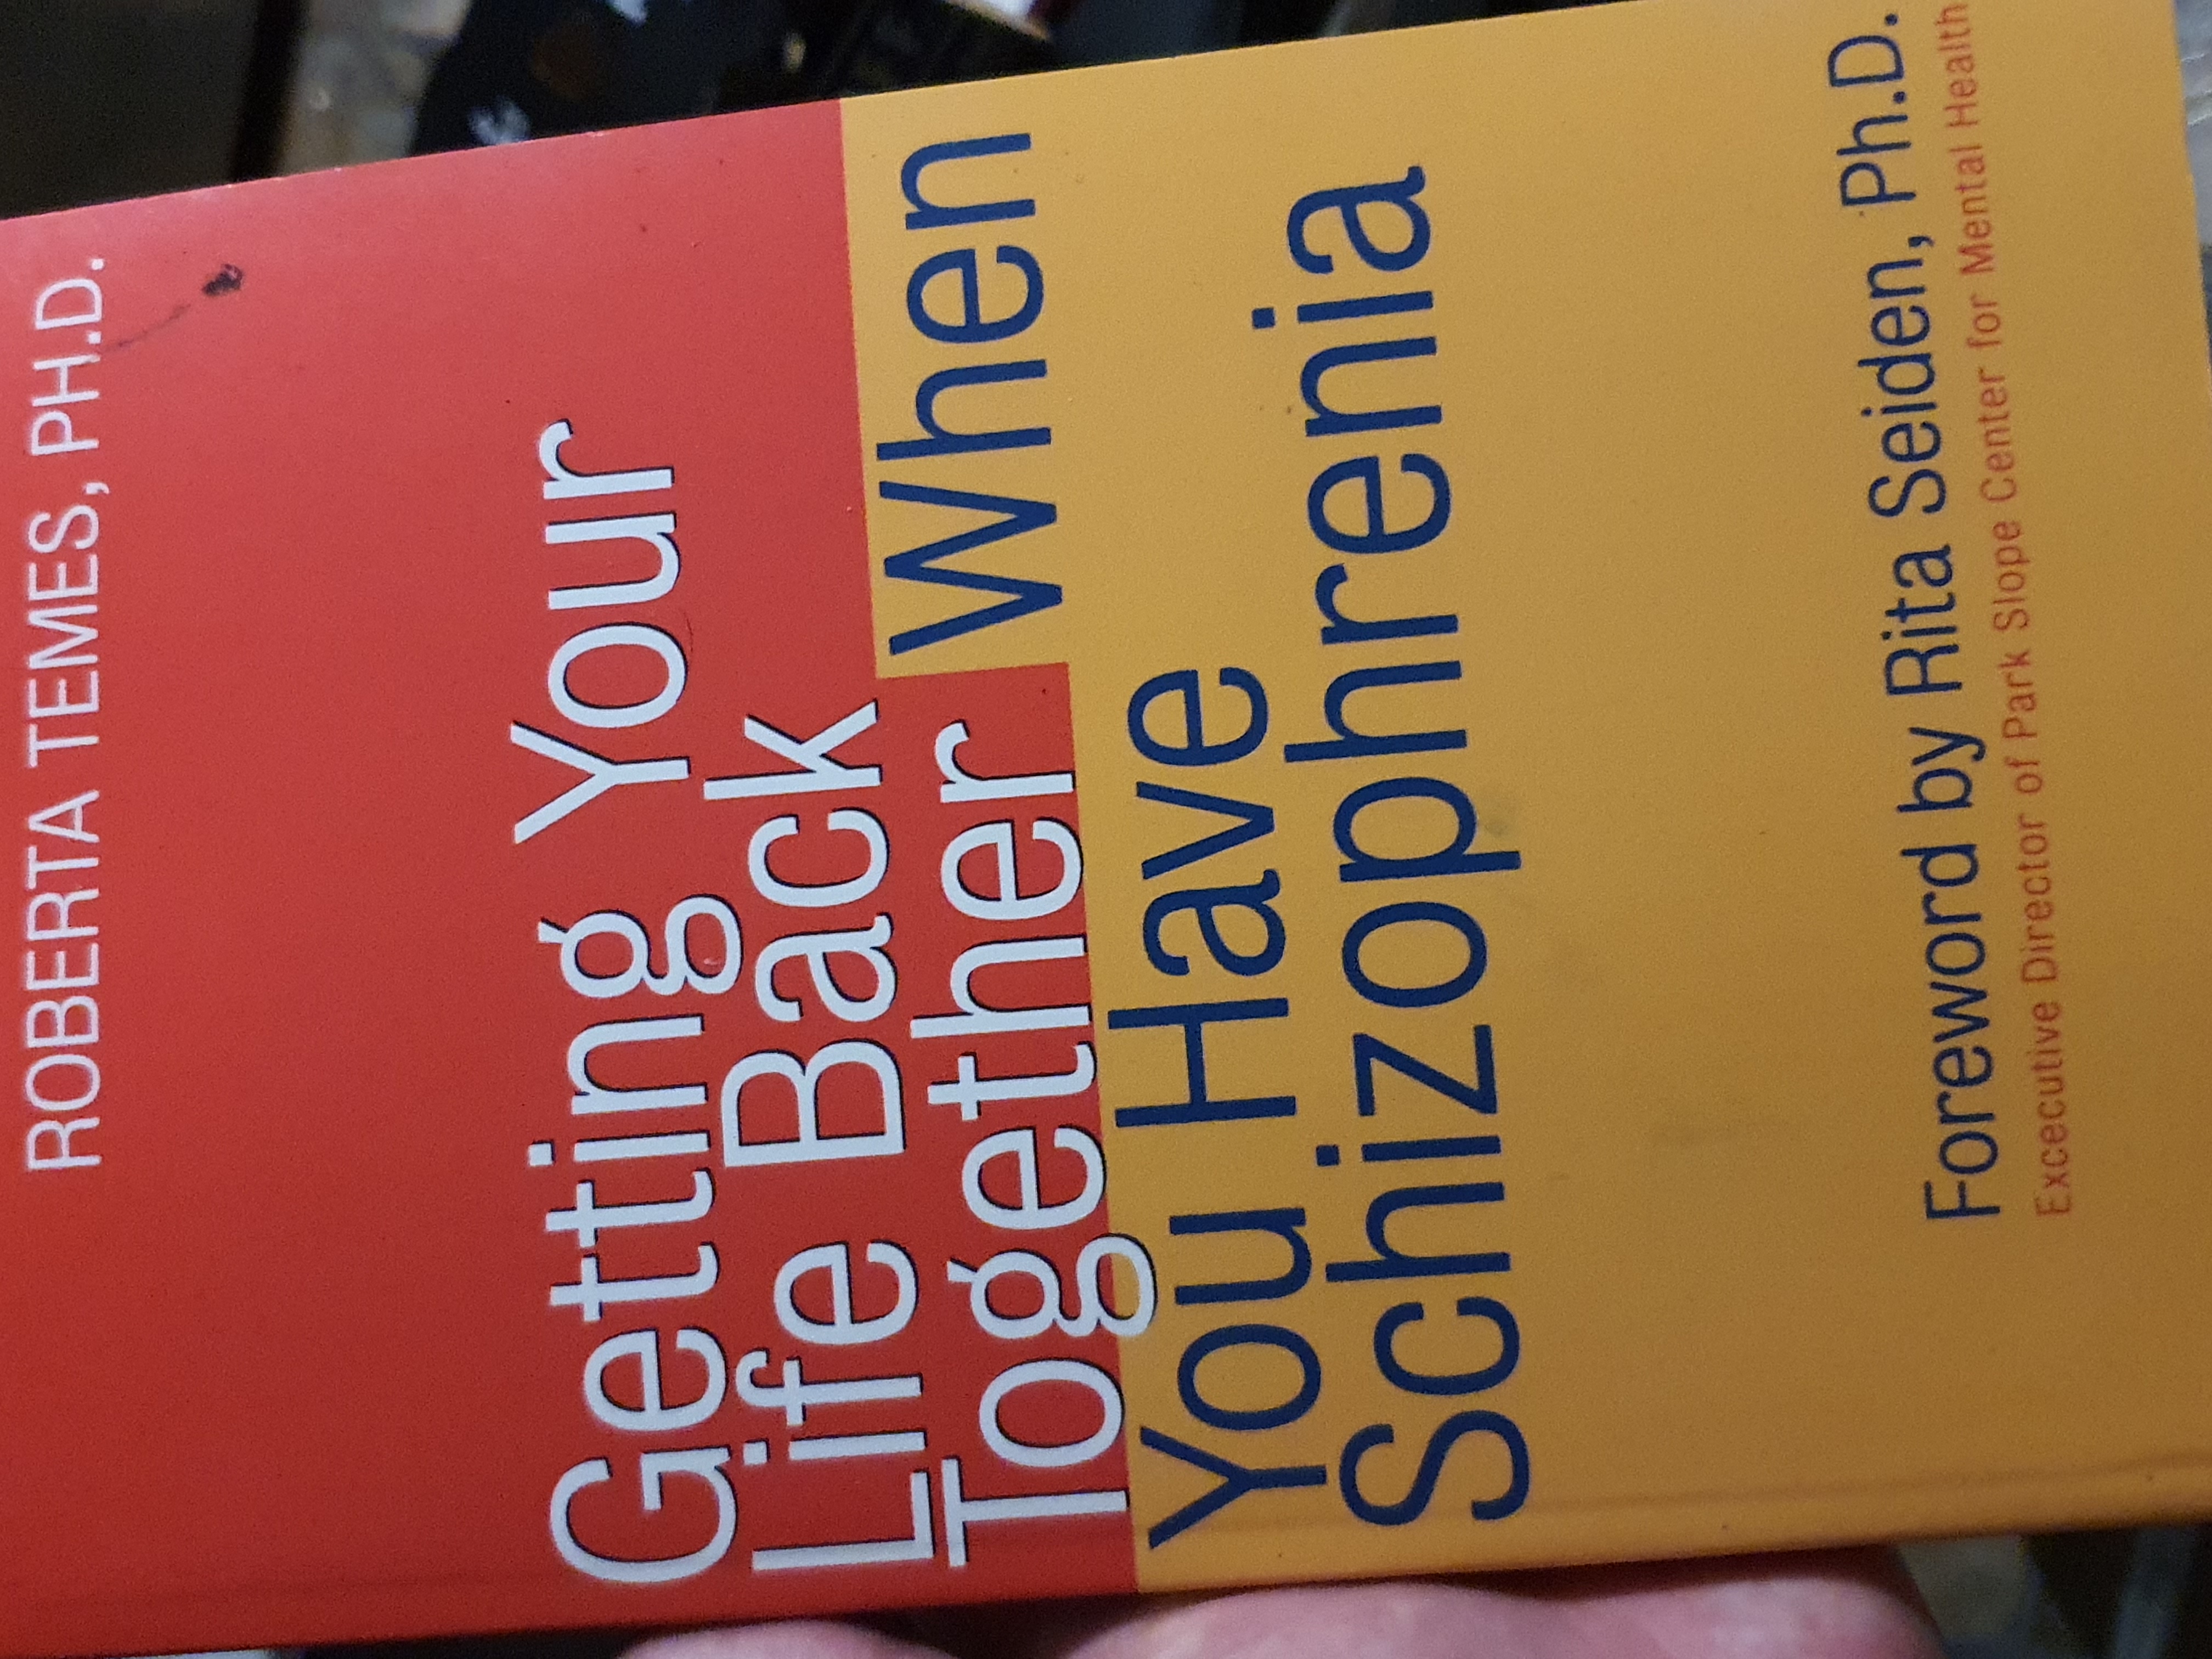 ROBERTA TEMES, PH.D.
Getting Your
Life Back
Together When
You Have
Schizophrenia
Foreword by Rita Seiden, Ph.D.
Excecutive Director of Park Slope Center for Mental Health